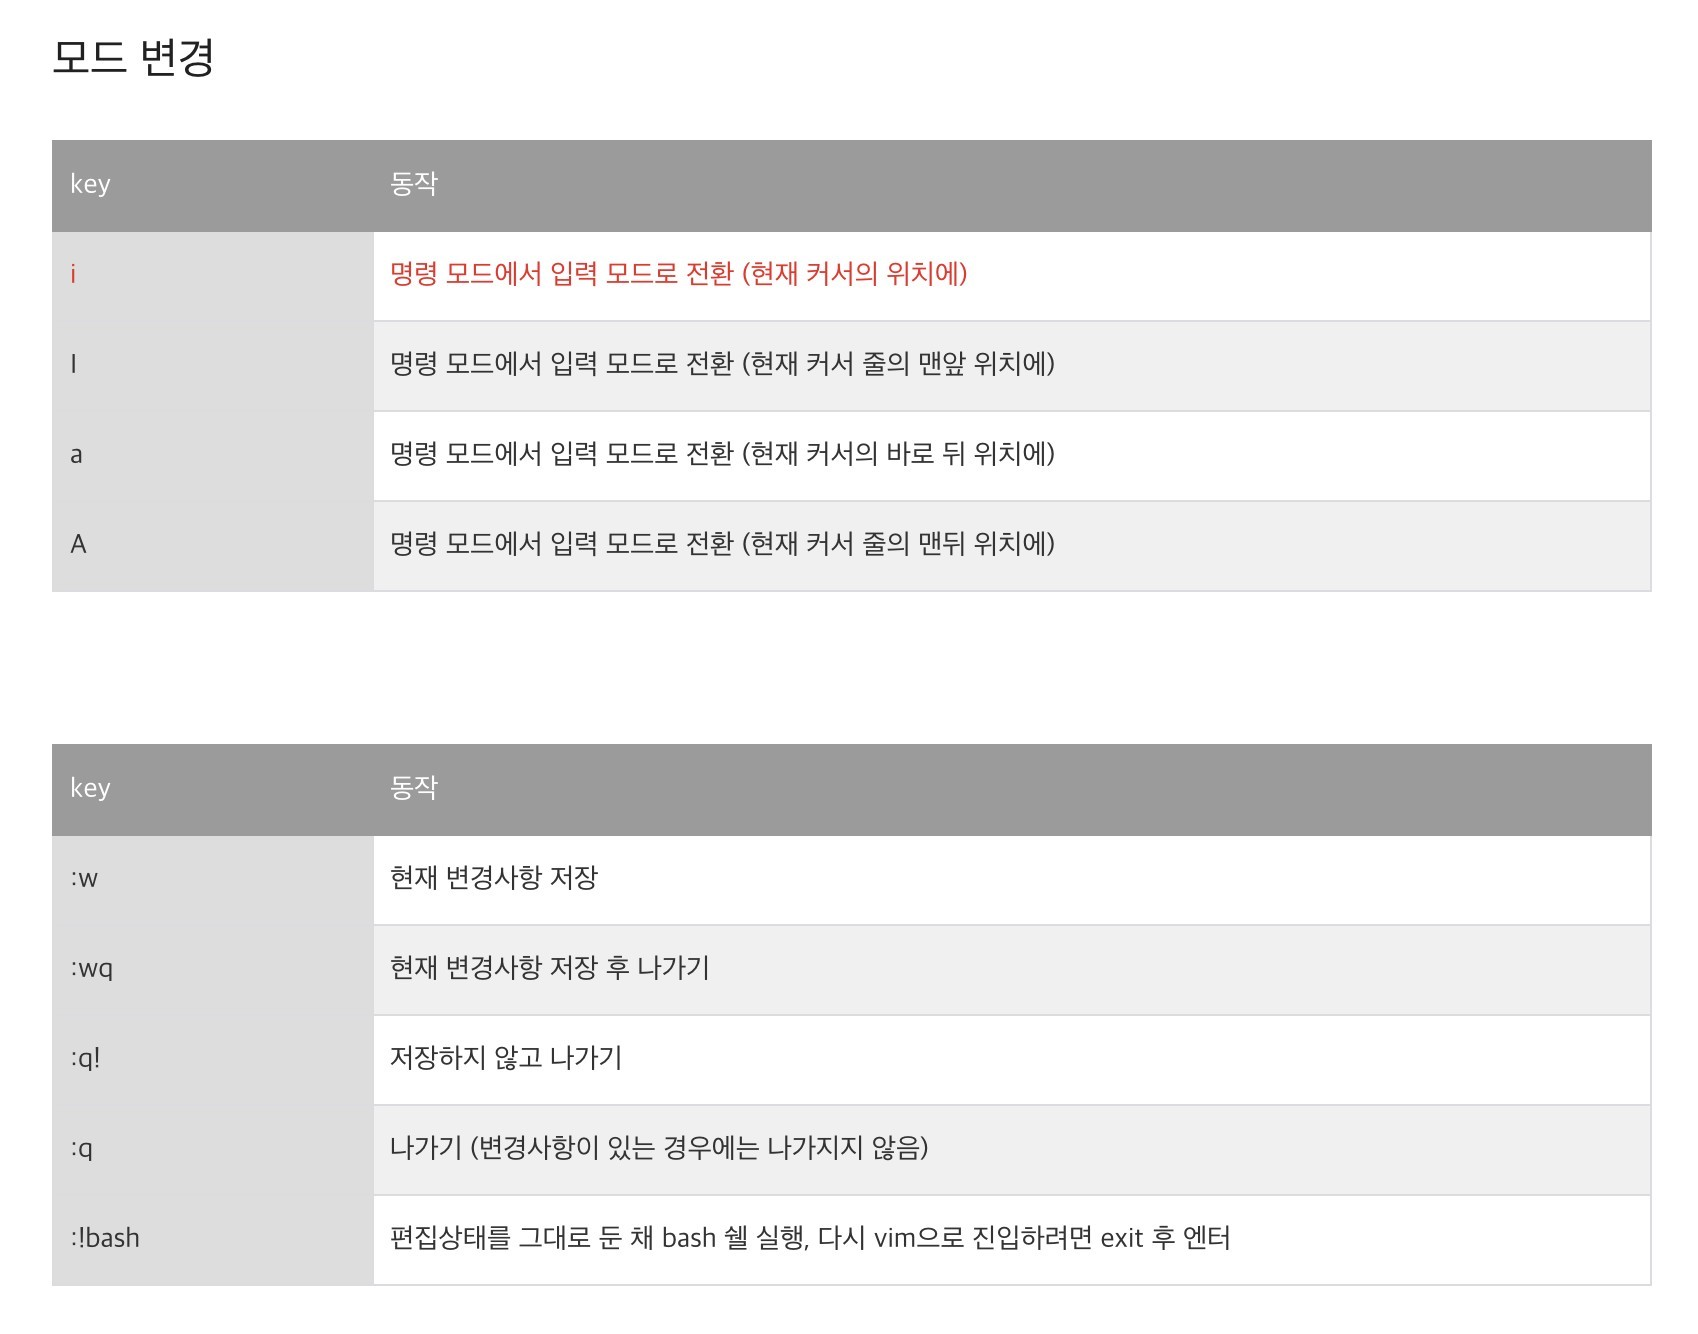 모드 변경
key 동작
i 명령 모드에서 입력 모드로 전환 (현재 커서의 위치에)
I 명령 모드에서 입력 모드로 전환 (현재 커서 줄의 맨앞 위치에)
a 명령 모드에서 입력 모드로 전환 (현재 커서의 바로 뒤 위치에)
A 명령 모드에서 입력 모드로 전환 (현재 커서 줄의 맨뒤 위치에)
key 동작
:w 현재 변경사항 저장
:wq 현재 변경사항 저장 후 나가기
:q! 저장하지 않고 나가기
:q 나가기 (변경사항이 있는 경우에는 나가지지 않음)
:!bash 편집상태를 그대로 둔 채 bash 쉘 실행, 다시 vim으로 진입하려면 exit 후 엔터